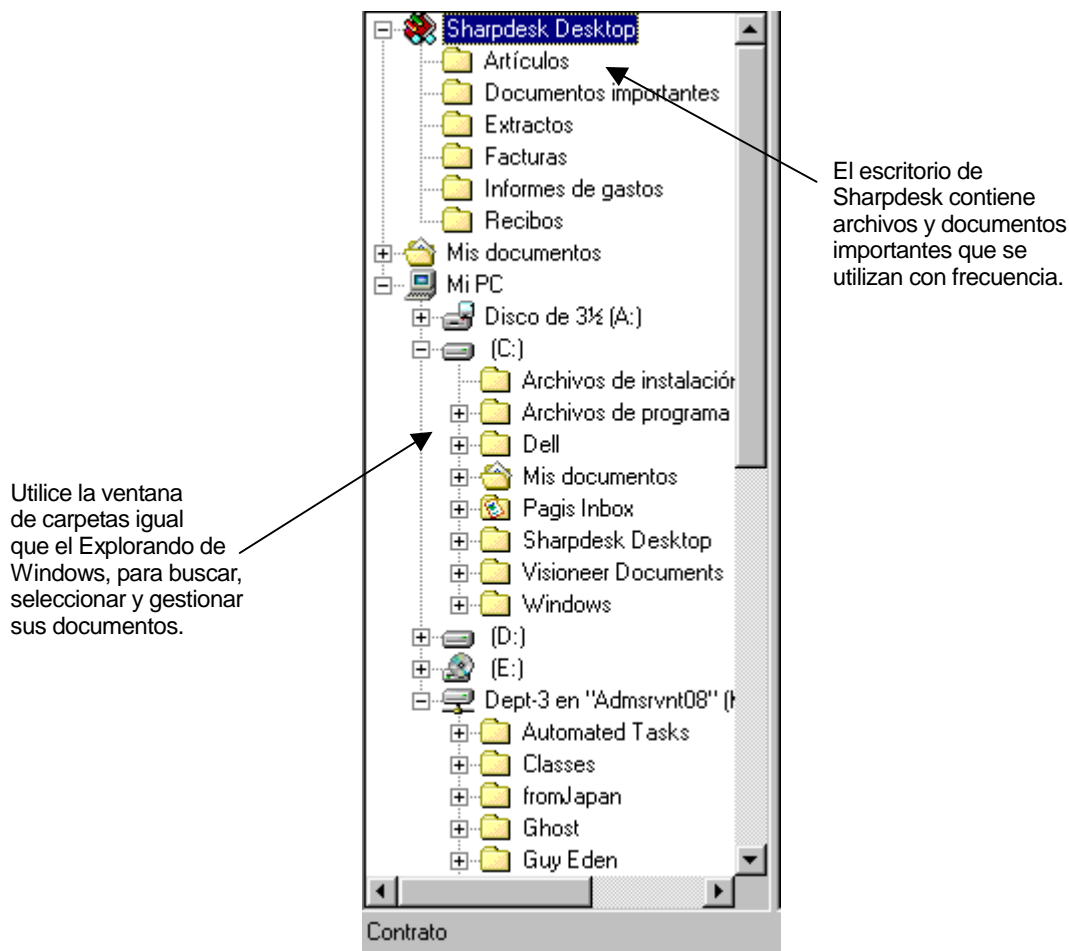 Sharpdesk Desktop
Artículos
Documentos importantes
Extractos
Facturas
Informes de gastos
Recibos
Mis documentos
Mi PC
Disco de 3½ (A:)
(C:)
Archivos de instalación
Archivos de programa
Dell
Mis documentos
Pagis Inbox
Sharpdesk Desktop
Visioneer Documents
Windows
(D:)
(E:)
Dept-3 en "Admsrvnt08" (
Automated Tasks
Classes
fromJapan
Ghost
Guy Eden
Contrato
El escritorio de
Sharpdesk contiene
archivos y documentos
importantes que se
utilizan con frecuencia.
Utilice la ventana
de carpetas igual
que el Explorando de
Windows, para buscar,
seleccionar y gestionar
sus documentos.